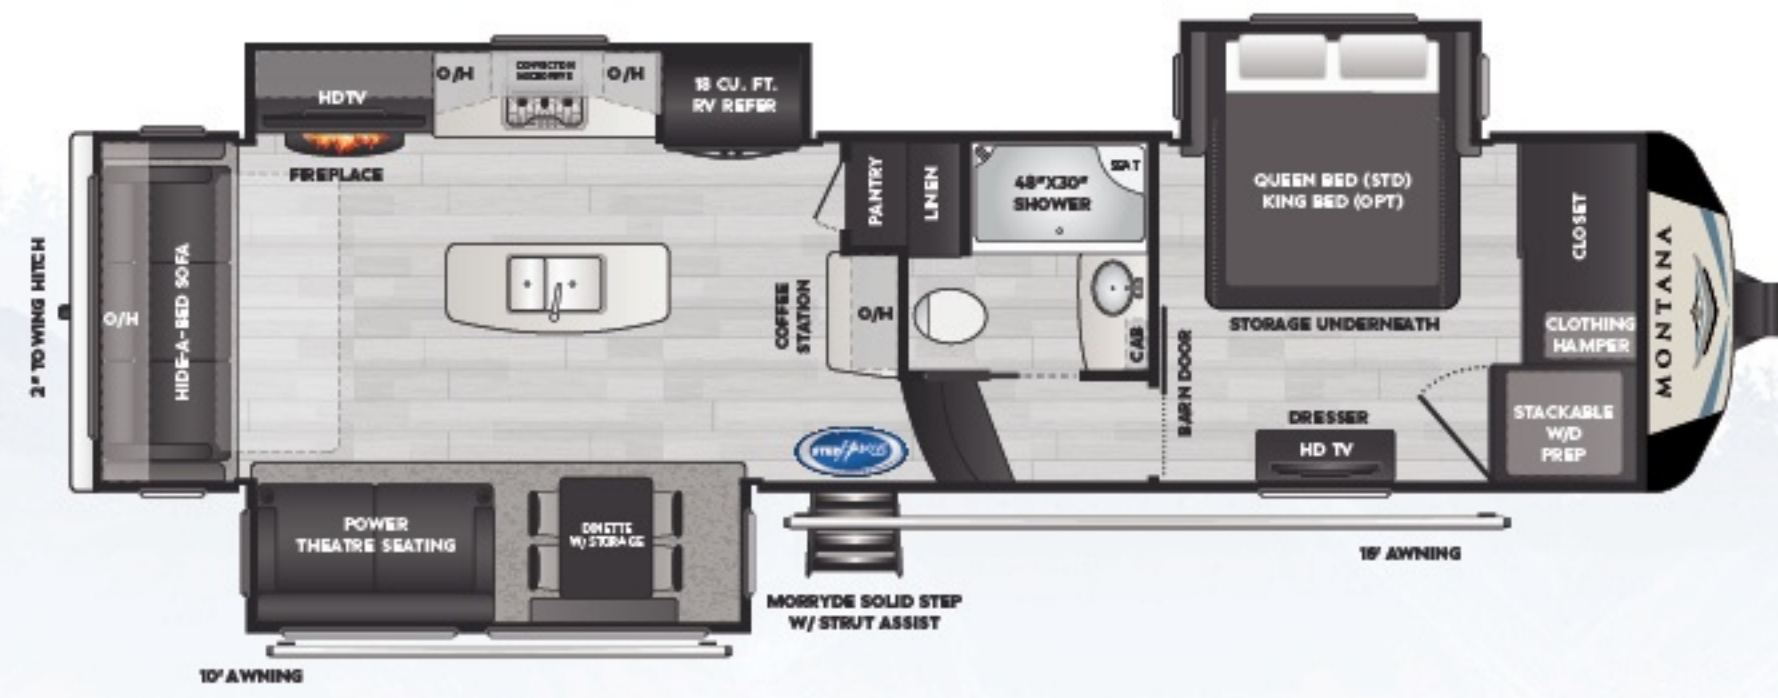 O/H
CONVECTION
MICROWAVE
O/H
18 CU. FT.
RV REFER
HDTV
FIREPLACE
QUEEN BED (STD)
KING BED (OPT)
STORAGE UNDERNEATH
PANTRY
LINEN
48"X30"
SHOWER
SEAT
CLOSET
CLOTHING
HAMPER
MONTANA
2" TOWING HITCH
O/H
HIDE-A-BED SOFA
COFFEE
STATION
O/H
CAB
BARN DOOR
DRESSER
HD TV
STACKABLE
W/D
PREP
POWER
THEATRE SEATING
DINETTE
W/ STORAGE
18' AWNING
MORRYDE SOLID STEP
W/ STRUT ASSIST
10' AWNING